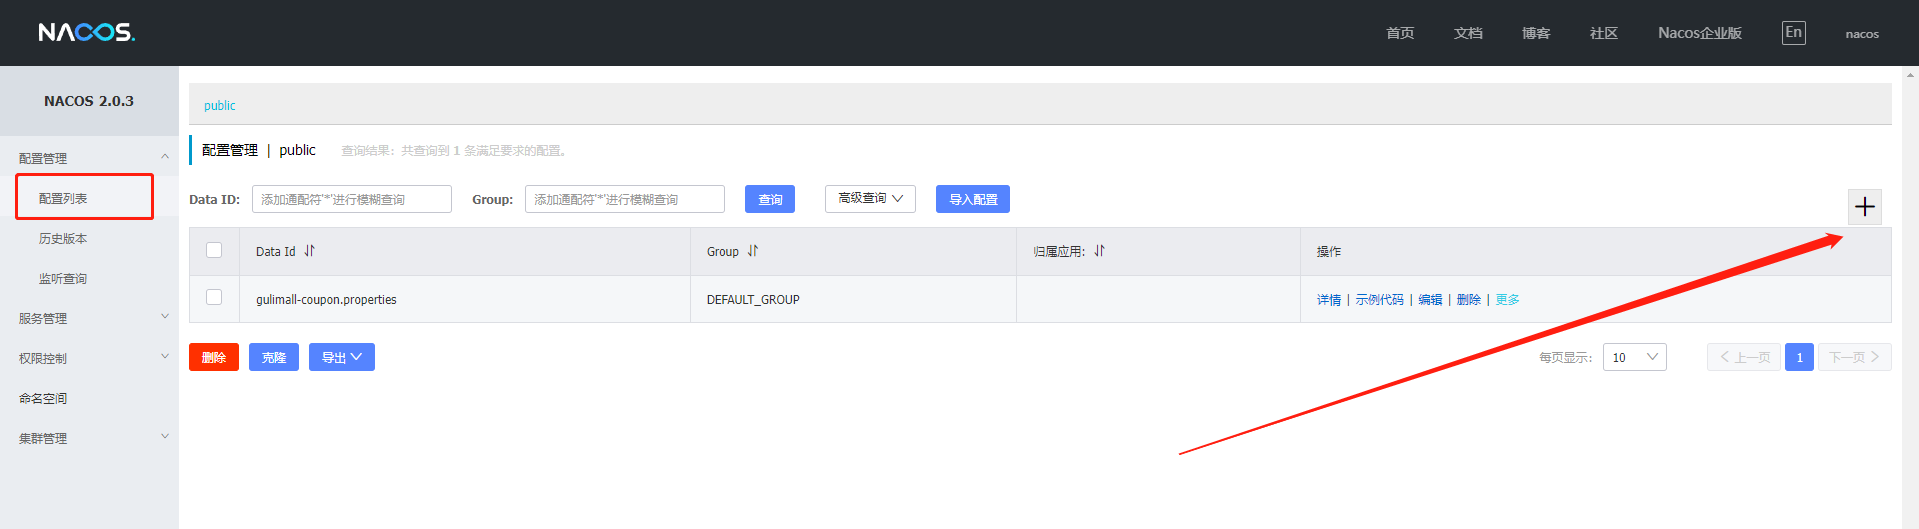 NACOS.
首页 文档 博客 社区 Nacos企业版 En nacos
NACOS 2.0.3
配置管理
配置列表
历史版本
监听查询
服务管理
权限控制
命名空间
集群管理
public
配置管理 | public 查询结果：共查询到 1 条满足要求的配置。
Data ID: 添加通配符'*'进行模糊查询 Group: 添加通配符'*'进行模糊查询 查询 高级查询 导入配置
Data Id Group 归属应用: 操作
gulimall-coupon.properties DEFAULT_GROUP 详情 | 示例代码 | 编辑 | 删除 | 更多
删除 克隆 导出 每页显示: 10 上一页 1 下一页